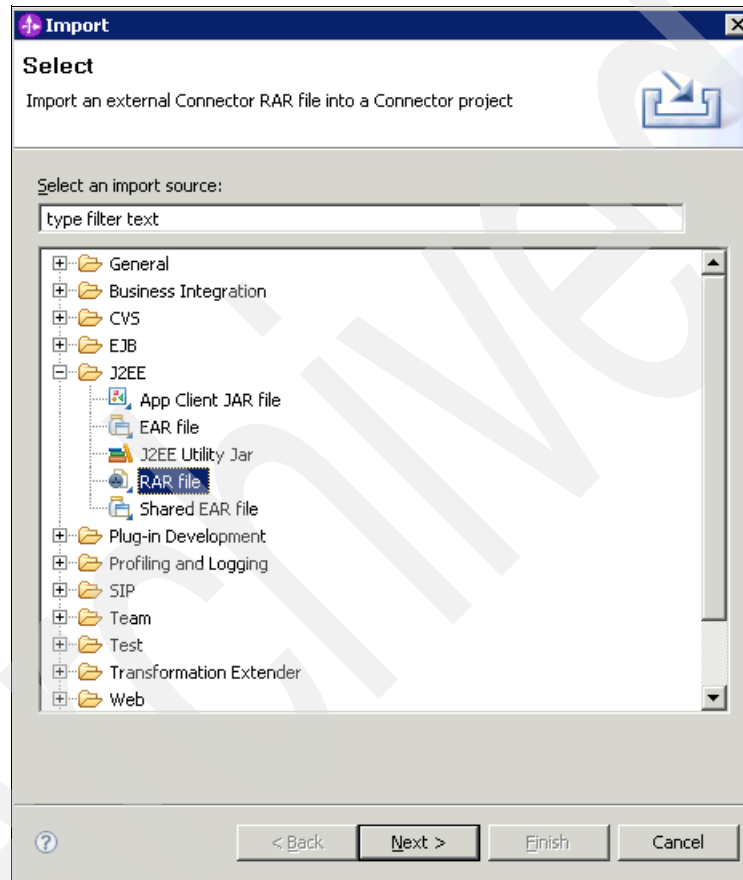 Import
Select
Import an external Connector RAR file into a Connector project
Select an import source:
type filter text
General
Business Integration
CVS
EJB
J2EE
App Client JAR file
EAR file
J2EE Utility Jar
RAR file
Shared EAR file
Plug-in Development
Profiling and Logging
SIP
Team
Test
Transformation Extender
Web
? < Back Next > Finish Cancel